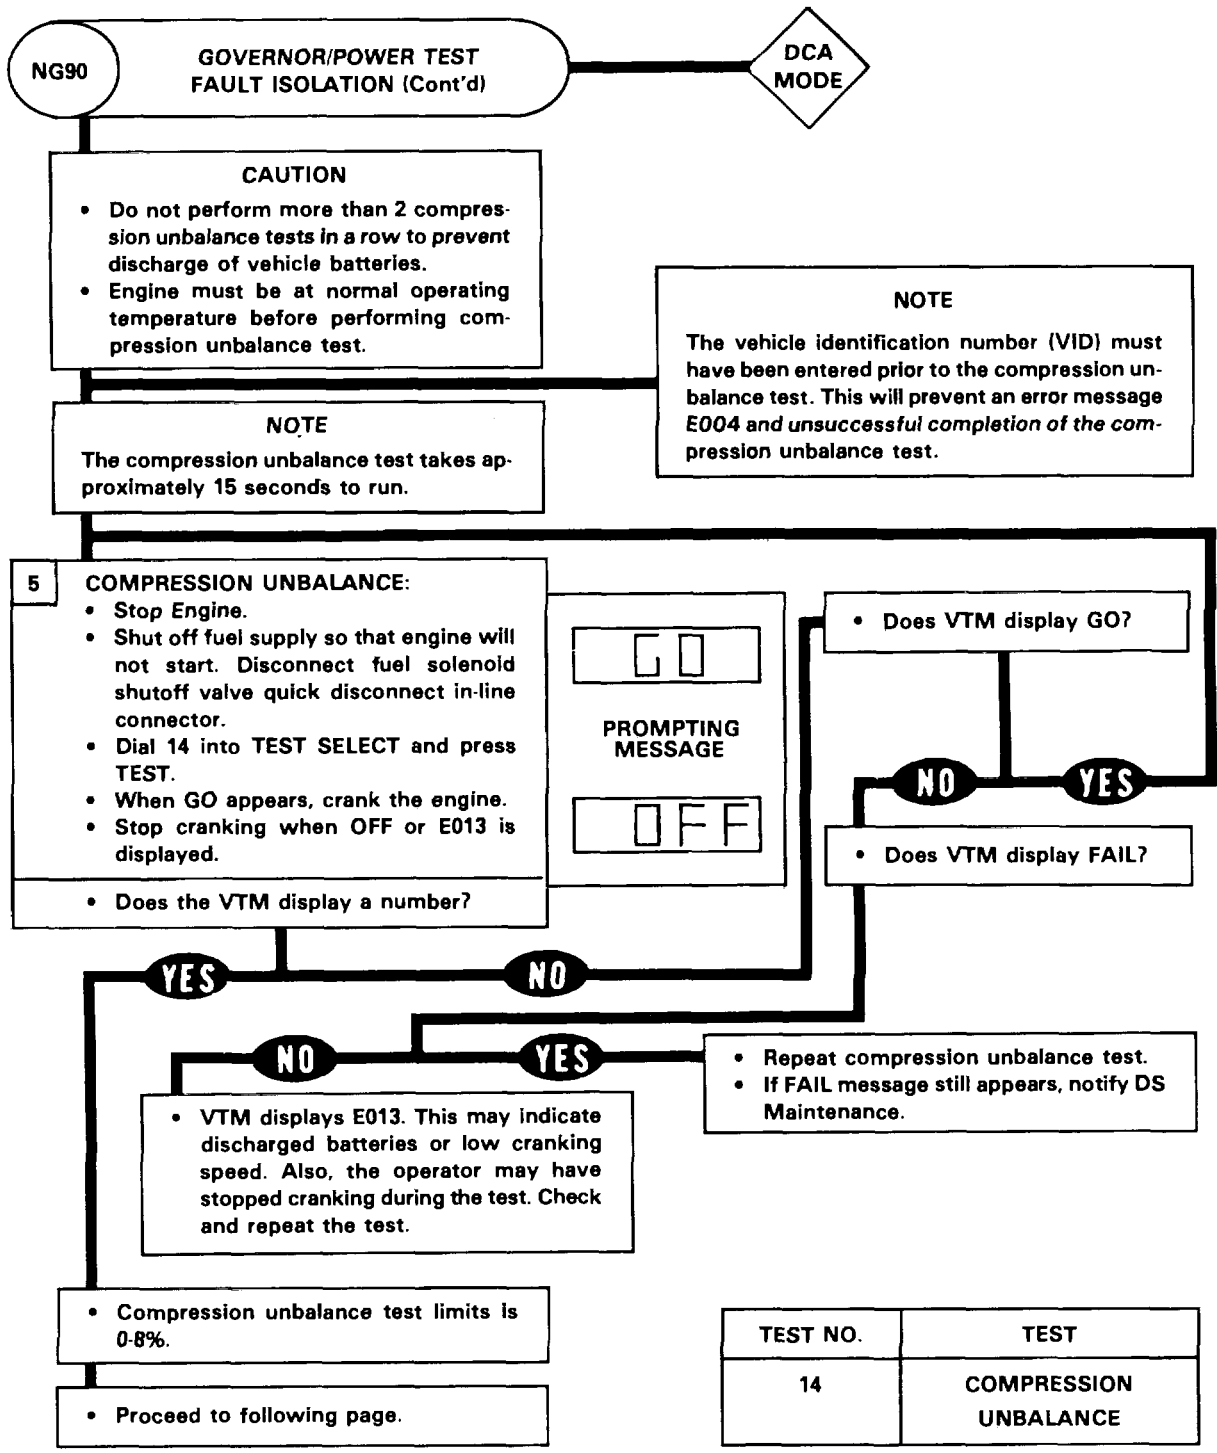 NG90
GOVERNOR/POWER TEST
FAULT ISOLATION (Cont'd)
DCA
MODE
CAUTION
• Do not perform more than 2 compres-
sion unbalance tests in a row to prevent
discharge of vehicle batteries.
• Engine must be at normal operating
temperature before performing com-
pression unbalance test.
NOTE
The vehicle identification number (VID) must
have been entered prior to the compression un-
balance test. This will prevent an error message
E004 and unsuccessful completion of the com-
pression unbalance test.
NOTE
The compression unbalance test takes ap-
proximately 15 seconds to run.
5
COMPRESSION UNBALANCE:
• Stop Engine.
• Shut off fuel supply so that engine will
not start. Disconnect fuel solenoid
shutoff valve quick disconnect in-line
connector.
• Dial 14 into TEST SELECT and press
TEST.
• When GO appears, crank the engine.
• Stop cranking when OFF or E013 is
displayed.
• Does the VTM display a number?
GO
PROMPTING
MESSAGE
OFF
• Does VTM display GO?
NO
YES
• Does VTM display FAIL?
YES
NO
NO
YES
• Repeat compression unbalance test.
• If FAIL message still appears, notify DS
Maintenance.
• VTM displays E013. This may indicate
discharged batteries or low cranking
speed. Also, the operator may have
stopped cranking during the test. Check
and repeat the test.
• Compression unbalance test limits is
0-8%.
• Proceed to following page.
TEST NO.
TEST
14
COMPRESSION
UNBALANCE